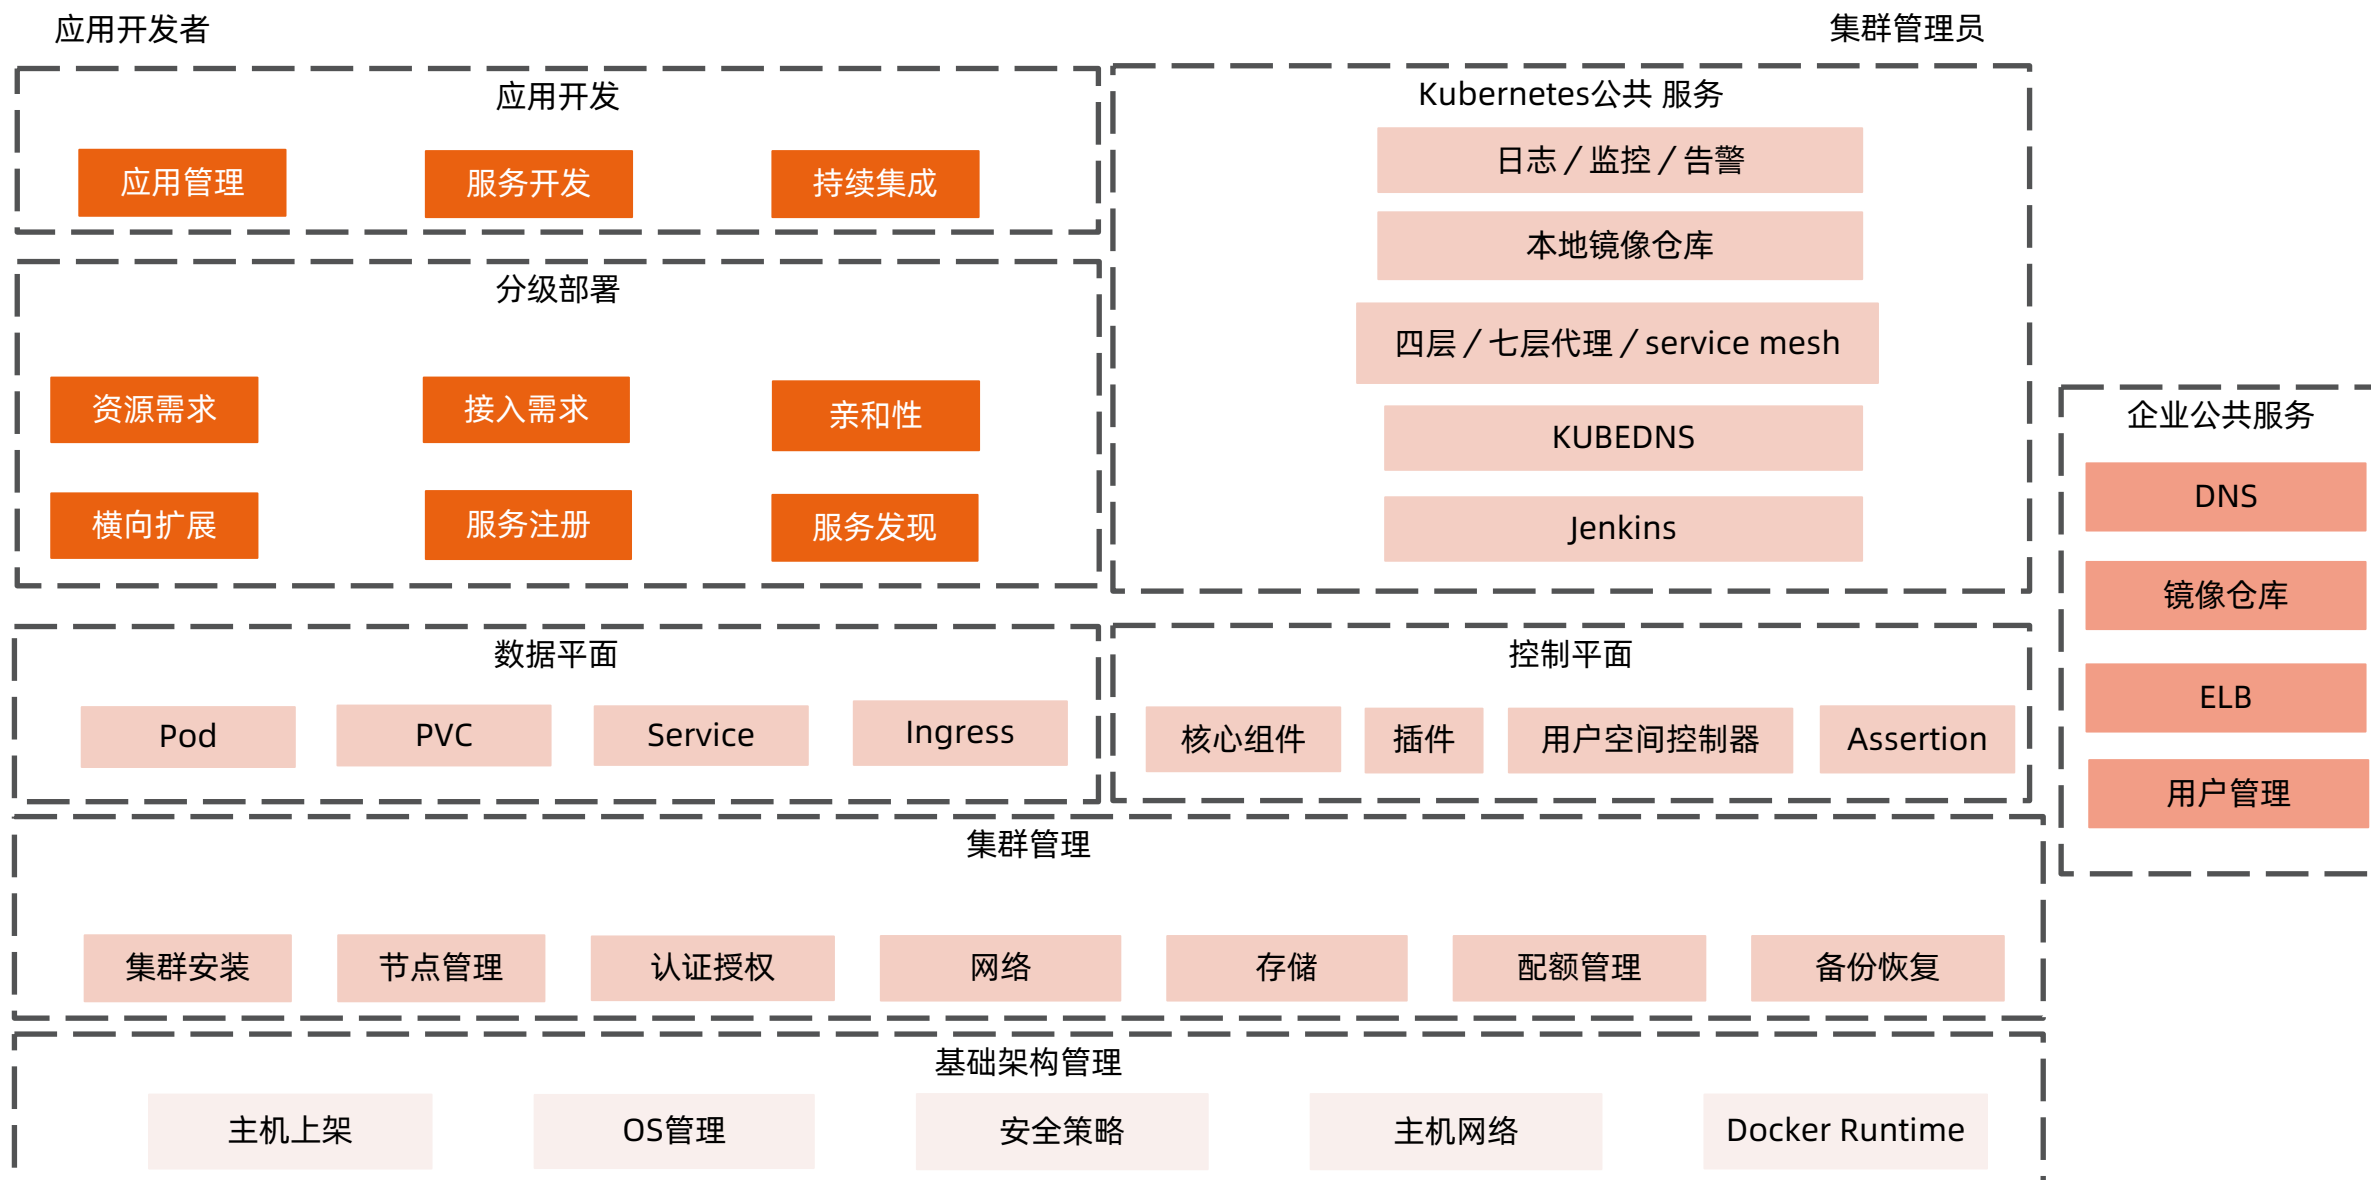 应用开发者
集群管理员
应用开发
应用管理
服务开发
持续集成
分级部署
资源需求
接入需求
亲和性
横向扩展
服务注册
服务发现
Kubernetes公共 服务
日志／监控／告警
本地镜像仓库
四层／七层代理／service mesh
KUBEDNS
Jenkins
企业公共服务
DNS
镜像仓库
ELB
用户管理
数据平面
Pod
PVC
Service
Ingress
控制平面
核心组件
插件
用户空间控制器
Assertion
集群管理
集群安装
节点管理
认证授权
网络
存储
配额管理
备份恢复
基础架构管理
主机上架
OS管理
安全策略
主机网络
Docker Runtime